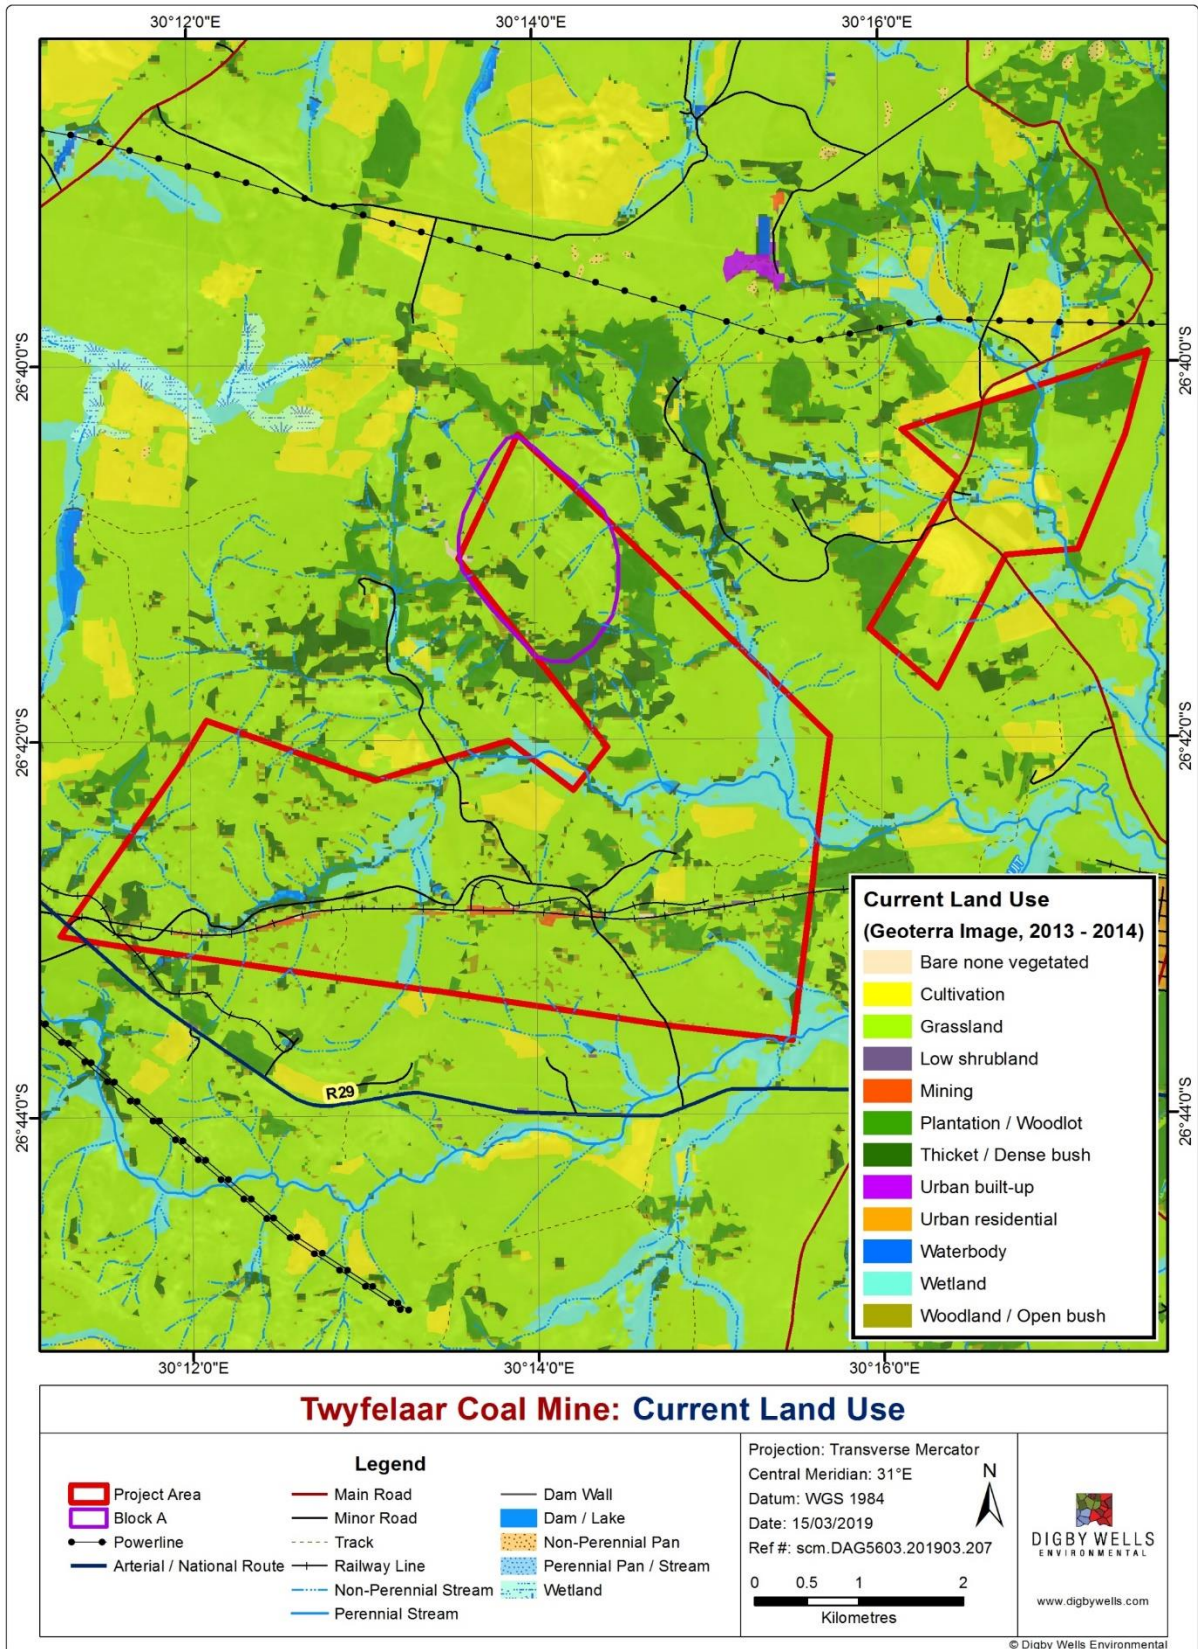 30°12'0"E
30°14'0"E
30°16'0"E
26°40'0"S
26°40'0"S
26°42'0"S
26°42'0"S
26°44'0"S
26°44'0"S
R29
Current Land Use
(Geoterra Image, 2013 - 2014)
Bare none vegetated
Cultivation
Grassland
Low shrubland
Mining
Plantation / Woodlot
Thicket / Dense bush
Urban built-up
Urban residential
Waterbody
Wetland
Woodland / Open bush
30°12'0"E
30°14'0"E
30°16'0"E
Twyfelaar Coal Mine: Current Land Use
Legend
Project Area
Block A
Powerline
Arterial / National Route
Main Road
Minor Road
Track
Railway Line
Non-Perennial Stream
Perennial Stream
Dam Wall
Dam / Lake
Non-Perennial Pan
Perennial Pan / Stream
Wetland
Projection: Transverse Mercator
Central Meridian: 31°E
Datum: WGS 1984
Date: 15/03/2019
Ref #: scm.DAG5603.201903.207
N
0 0.5 1 2
Kilometres
DIGBY WELLS
ENVIRONMENTAL
www.digbywells.com
© Digby Wells Environmental